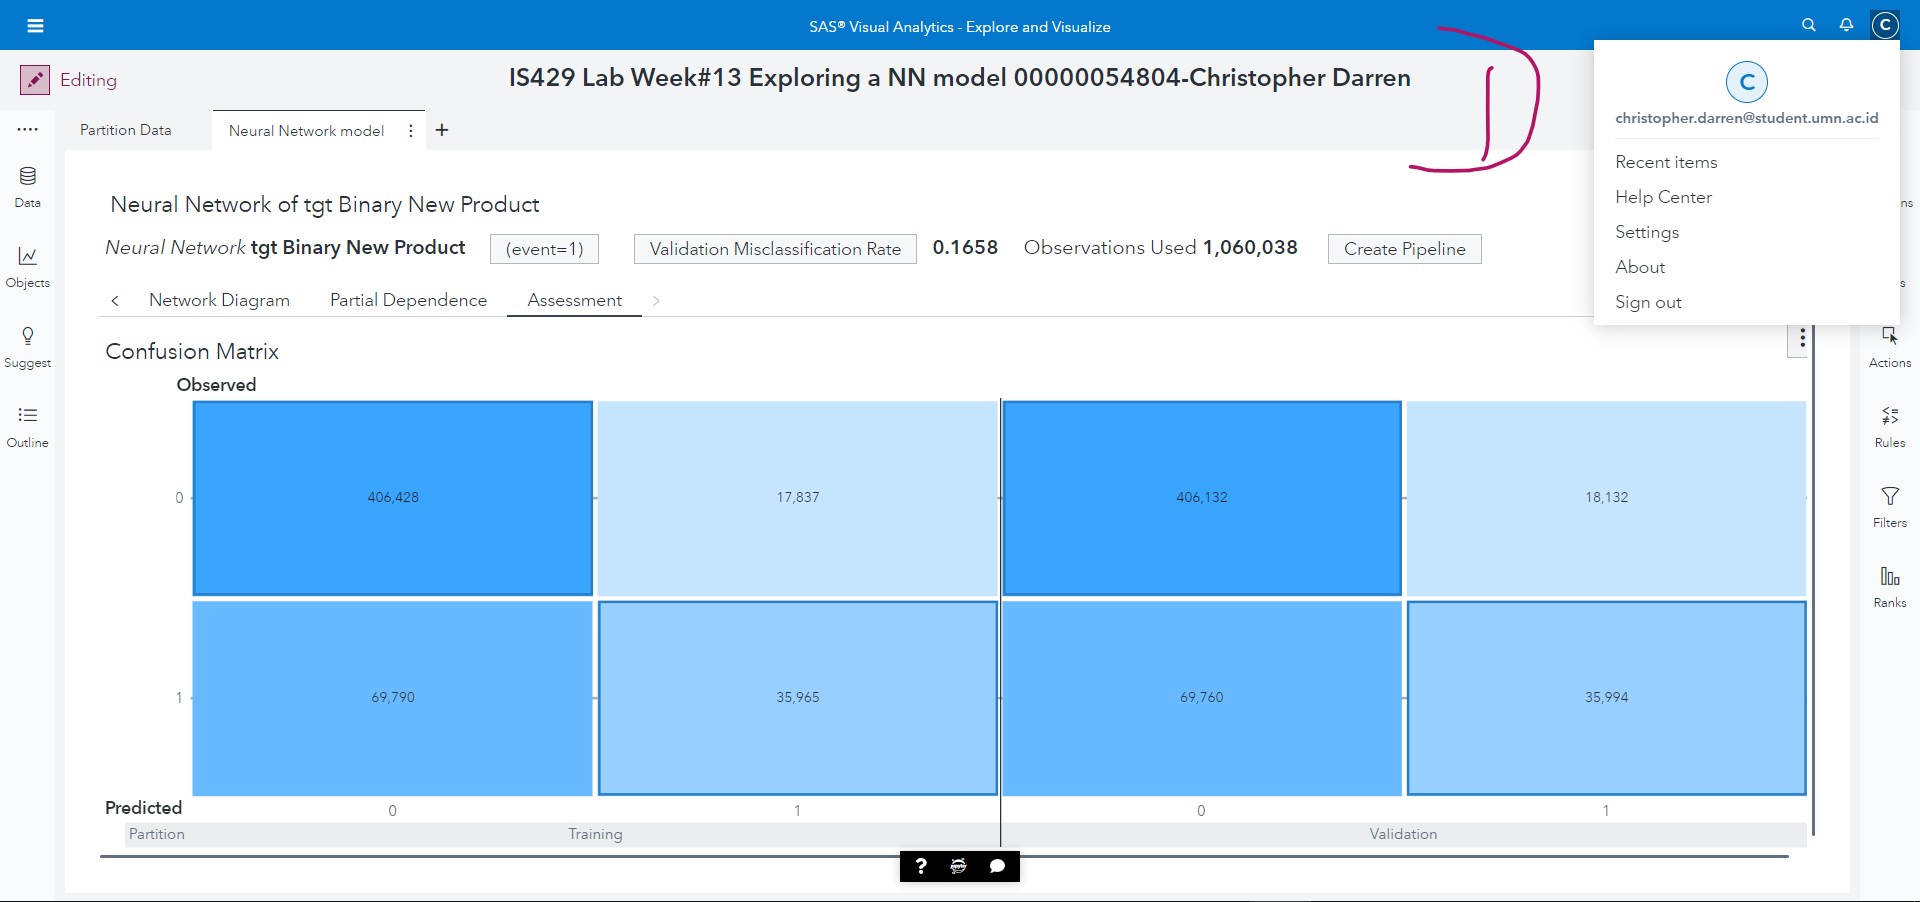 SAS® Visual Analytics - Explore and Visualize
C
Editing
IS429 Lab Week#13 Exploring a NN model 00000054804-Christopher Darren
D
C
christopher.darren@student.umn.ac.id
Recent items
Help Center
Settings
About
Sign out
Partition Data
Neural Network model
Data
Objects
Suggest
Outline
Neural Network of tgt Binary New Product
Neural Network tgt Binary New Product (event=1) Validation Misclassification Rate 0.1658 Observations Used 1,060,038 Create Pipeline
Network Diagram Partial Dependence Assessment
Confusion Matrix
Observed
0 406,428 17,837 406,132 18,132
1 69,790 35,965 69,760 35,994
Predicted 0 1 0 1
Partition Training Validation
ns
s
Actions
Rules
Filters
Ranks